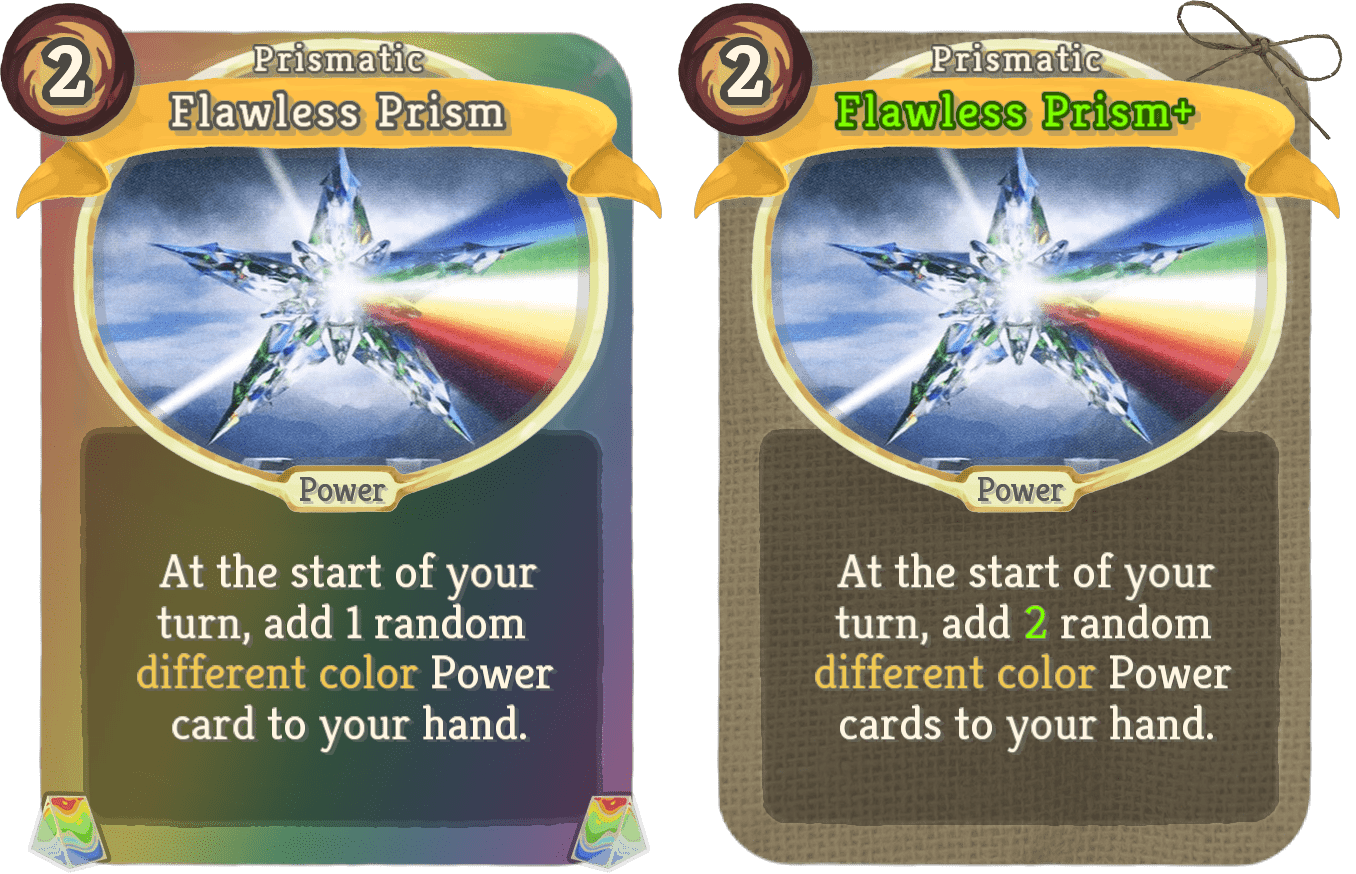 2
Prismatic
Flawless Prism
Power
At the start of your
turn, add 1 random
different color Power
card to your hand.
2
Prismatic
Flawless Prism+
Power
At the start of your
turn, add 2 random
different color Power
cards to your hand.